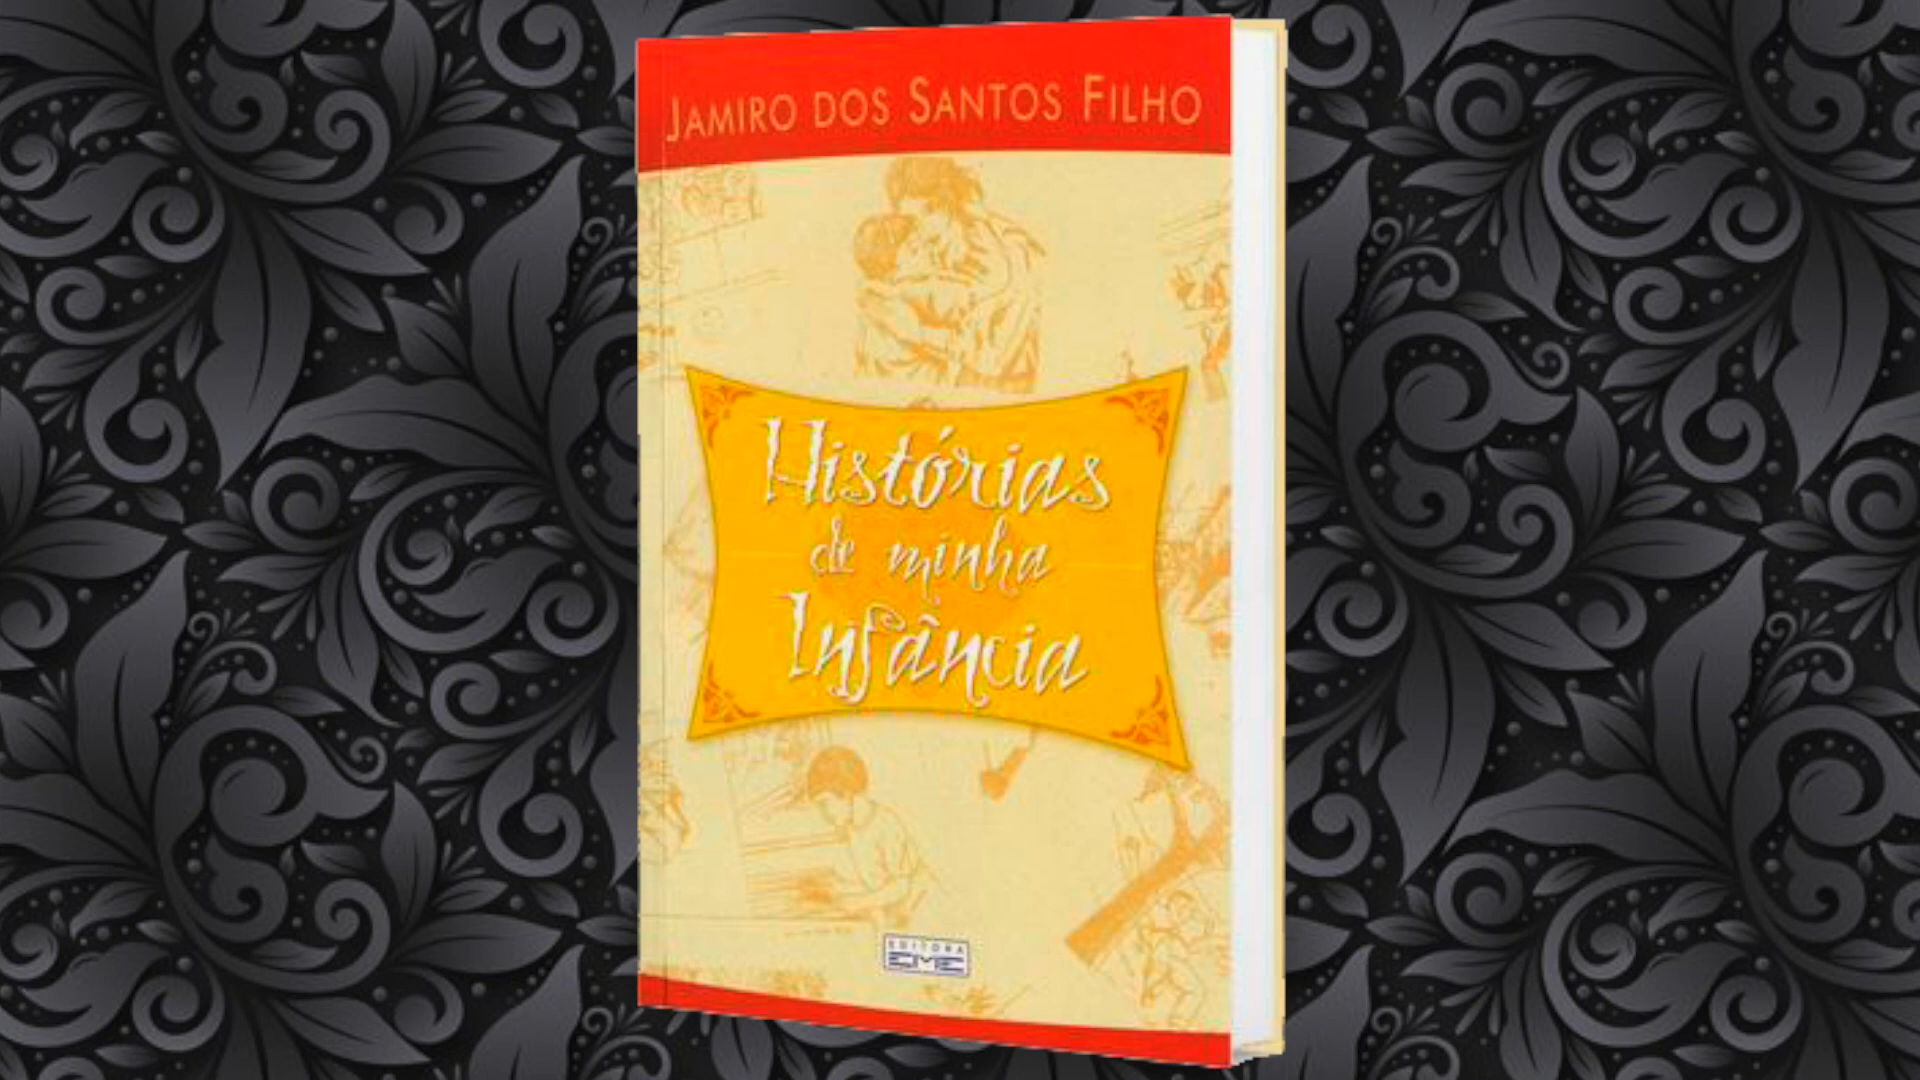 JAMIRO DOS SANTOS FILHO
Histórias
de minha
Infância
EDITORA
EME